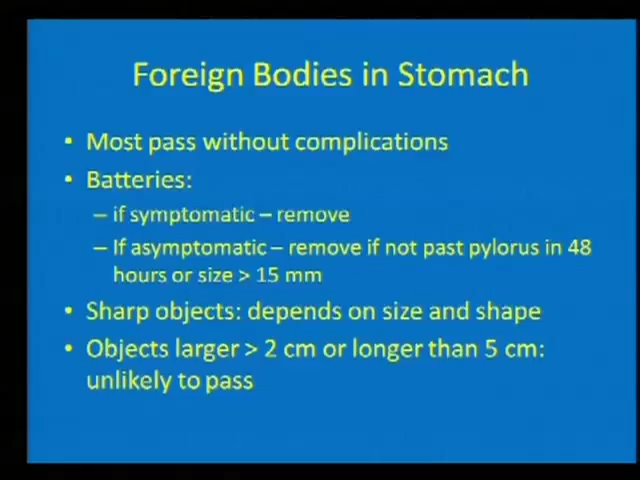 Foreign Bodies in Stomach
• Most pass without complications
• Batteries:
– if symptomatic – remove
– If asymptomatic – remove if not past pylorus in 48
hours or size > 15 mm
• Sharp objects: depends on size and shape
• Objects larger > 2 cm or longer than 5 cm:
unlikely to pass